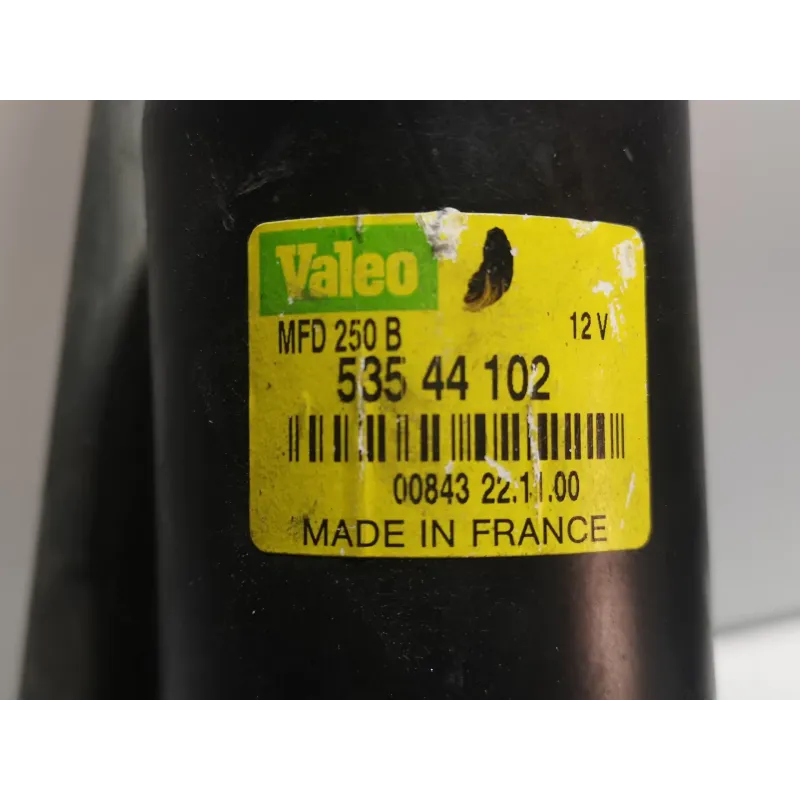 Valeo
MFD 250 B 12 V
535 44 102
00843 22.11.00
MADE IN FRANCE